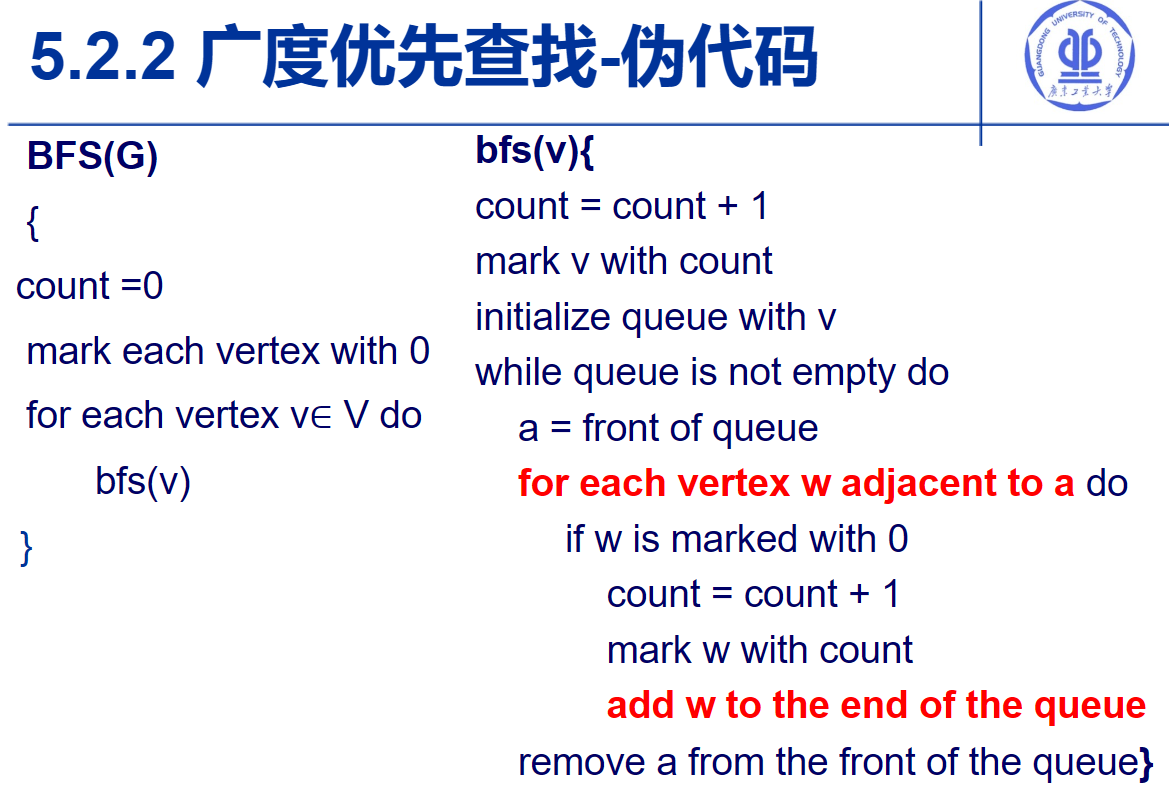 5.2.2 广度优先查找-伪代码
GUANGDONG UNIVERSITY OF TECHNOLOGY
广东工业大学
BFS(G)
{
count =0
mark each vertex with 0
for each vertex v∈ V do
bfs(v)
}
bfs(v){
count = count + 1
mark v with count
initialize queue with v
while queue is not empty do
a = front of queue
for each vertex w adjacent to a do
if w is marked with 0
count = count + 1
mark w with count
add w to the end of the queue
remove a from the front of the queue}